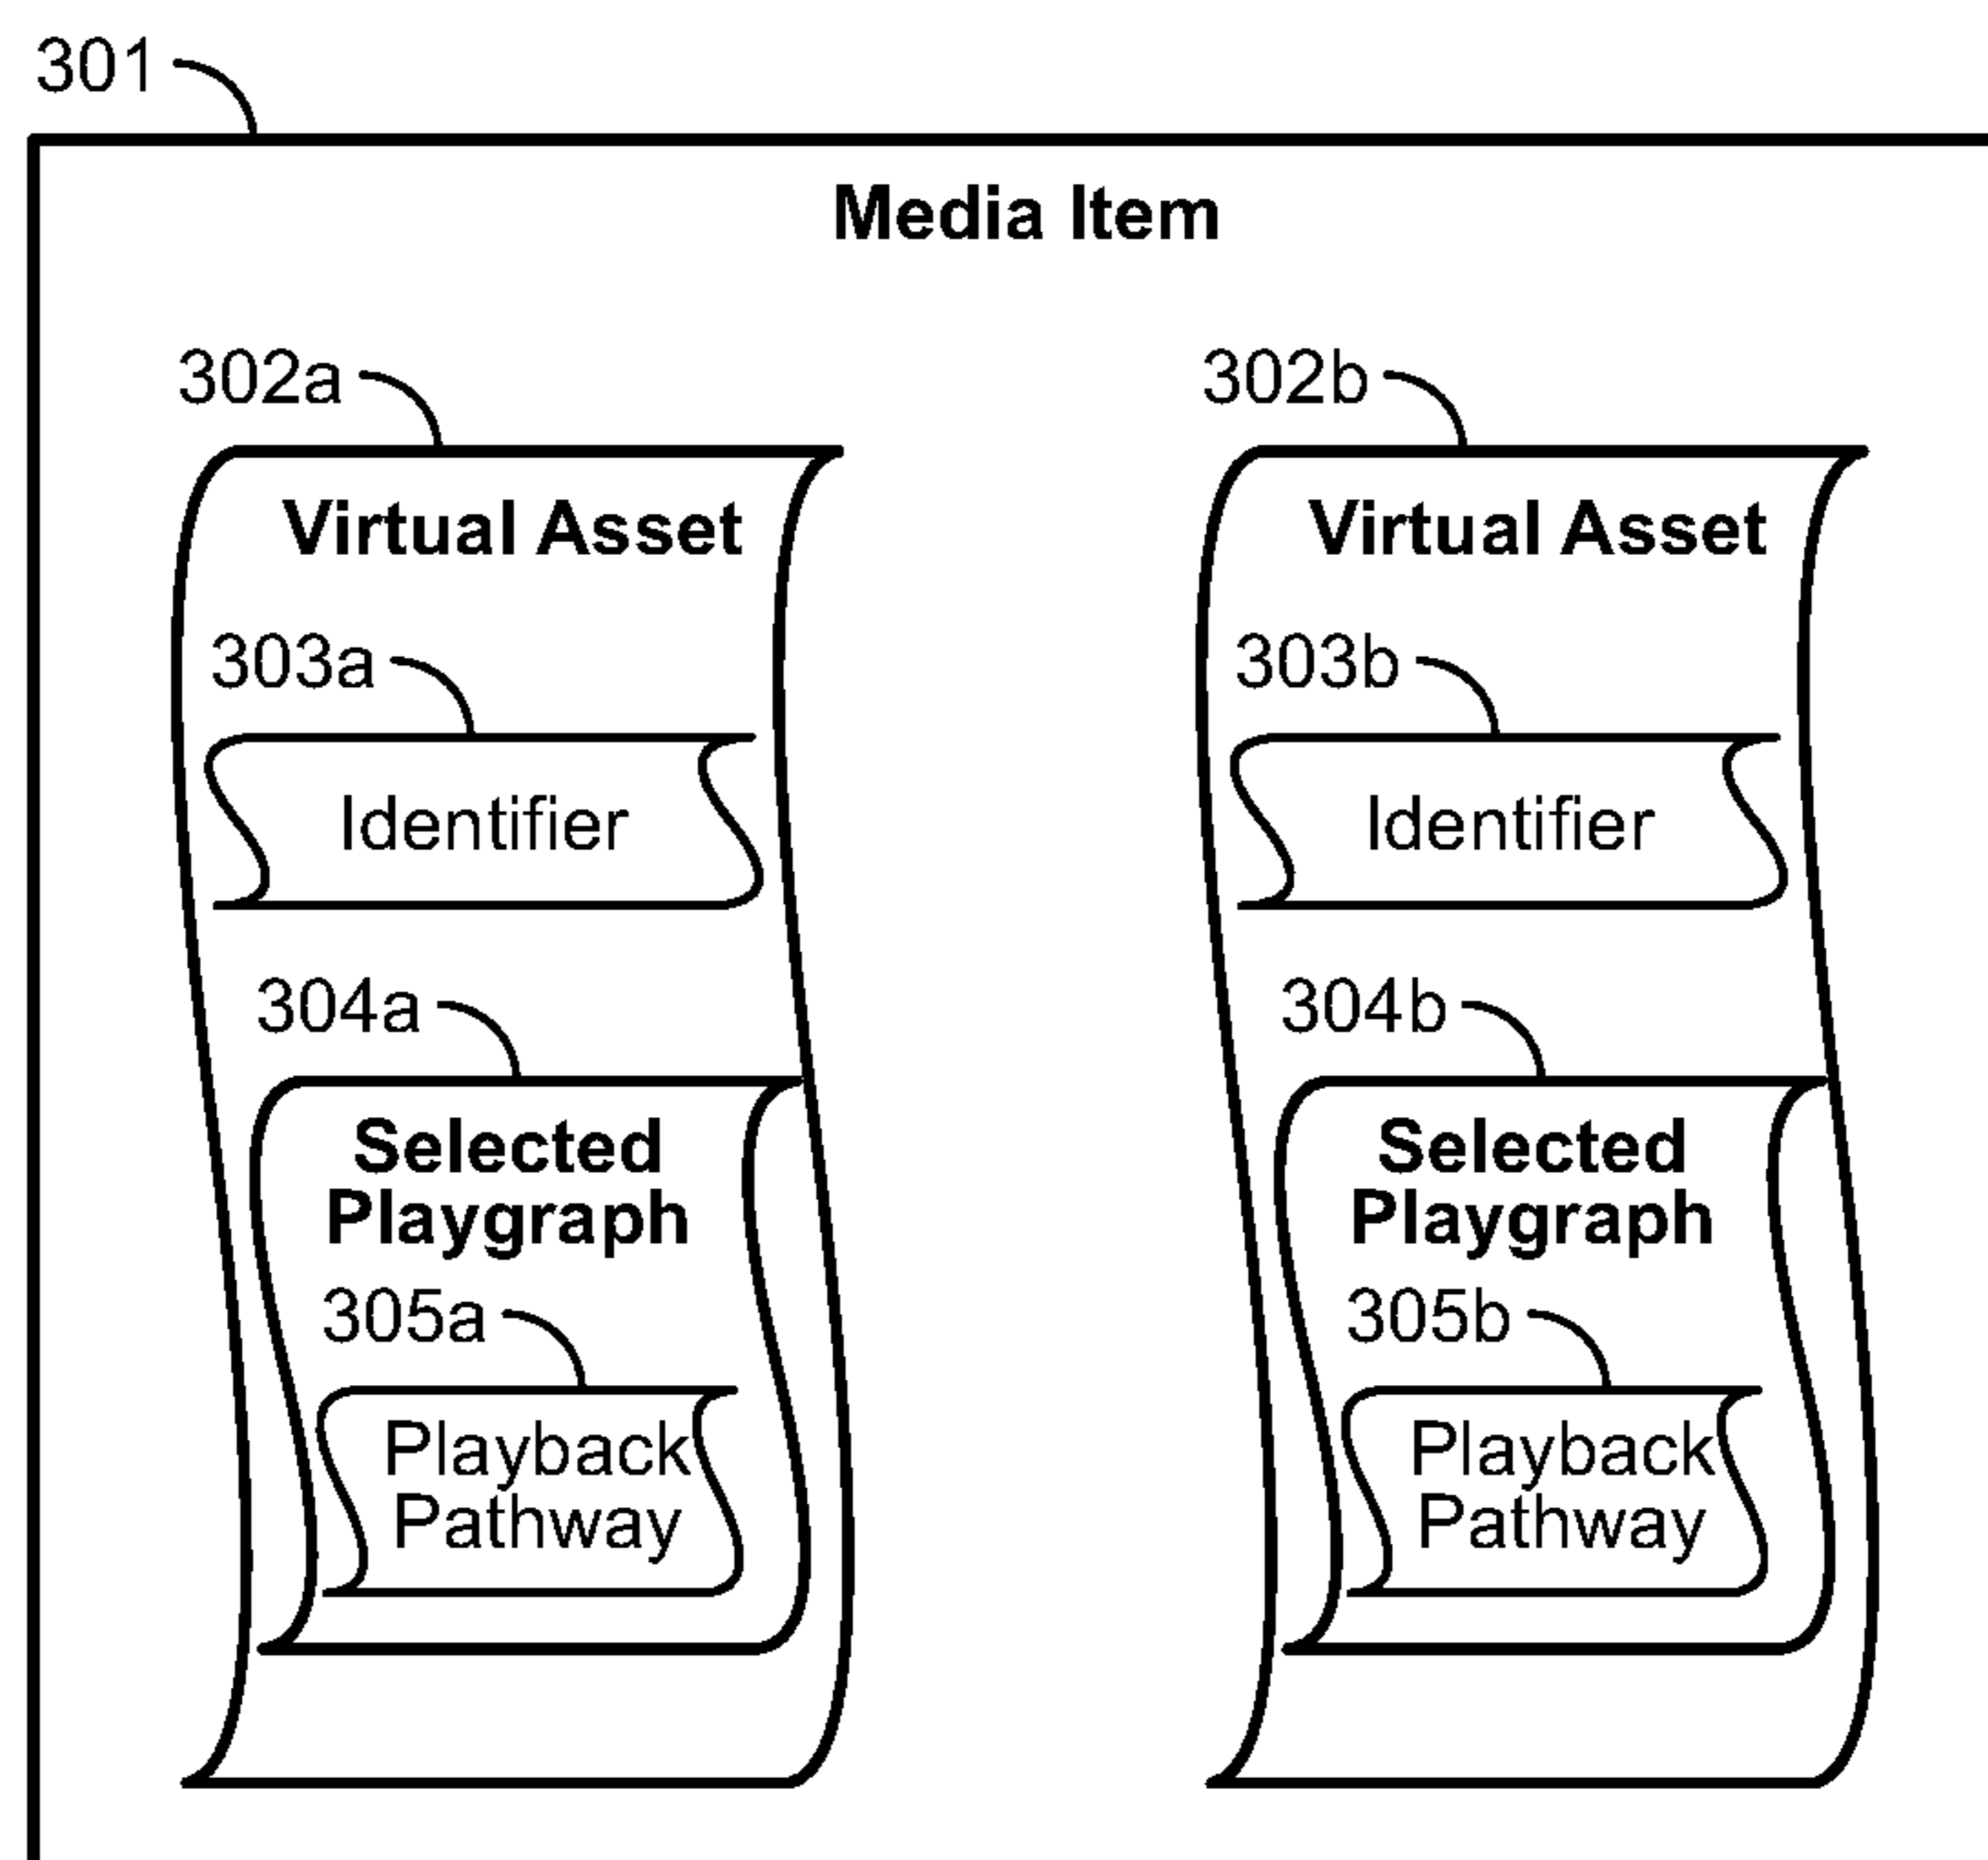 301
Media Item
302a
302b
Virtual Asset
Virtual Asset
303a
303b
Identifier
Identifier
304a
304b
Selected
Playgraph
Selected
Playgraph
305a
305b
Playback
Pathway
Playback
Pathway